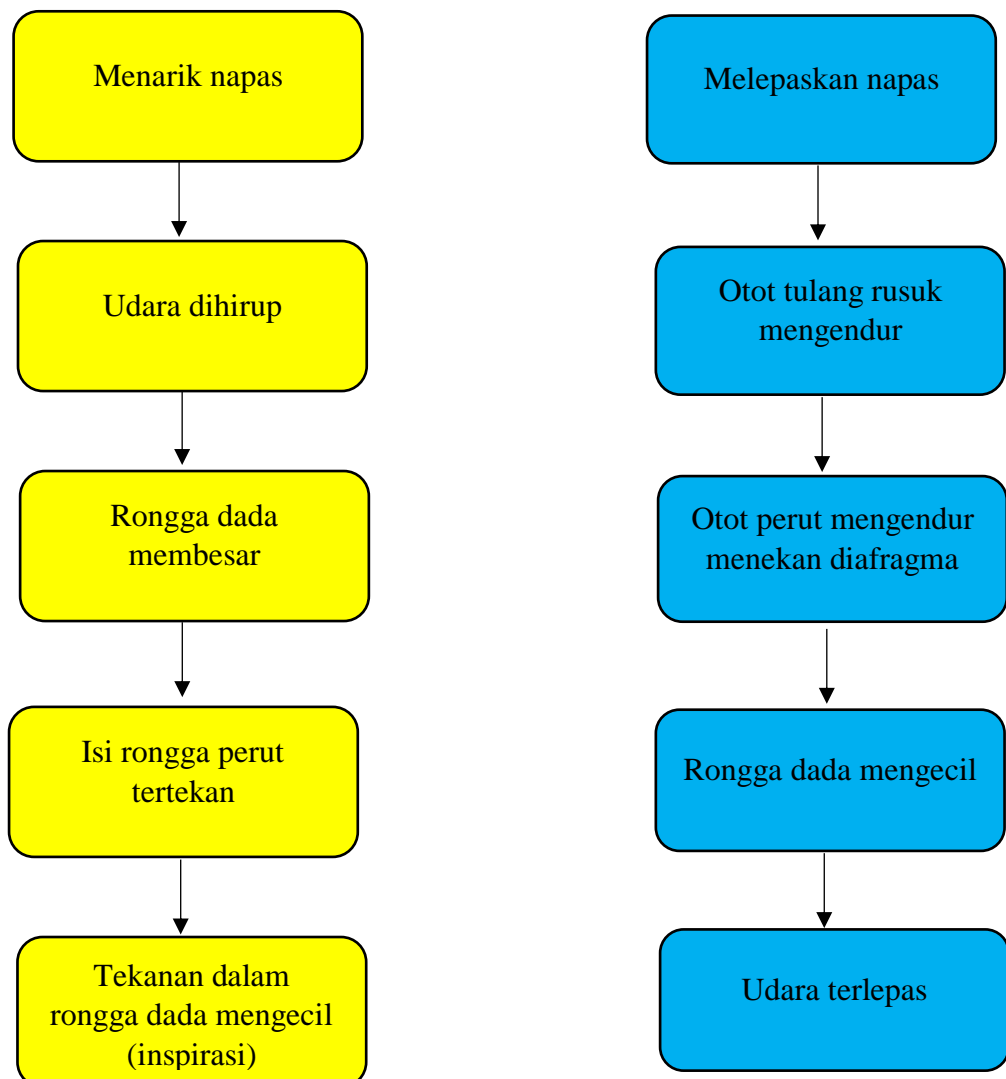 Menarik napas
Udara dihirup
Rongga dada
membesar
Isi rongga perut
tertekan
Tekanan dalam
rongga dada mengecil
(inspirasi)
Melepaskan napas
Otot tulang rusuk
mengendur
Otot perut mengendur
menekan diafragma
Rongga dada mengecil
Udara terlepas